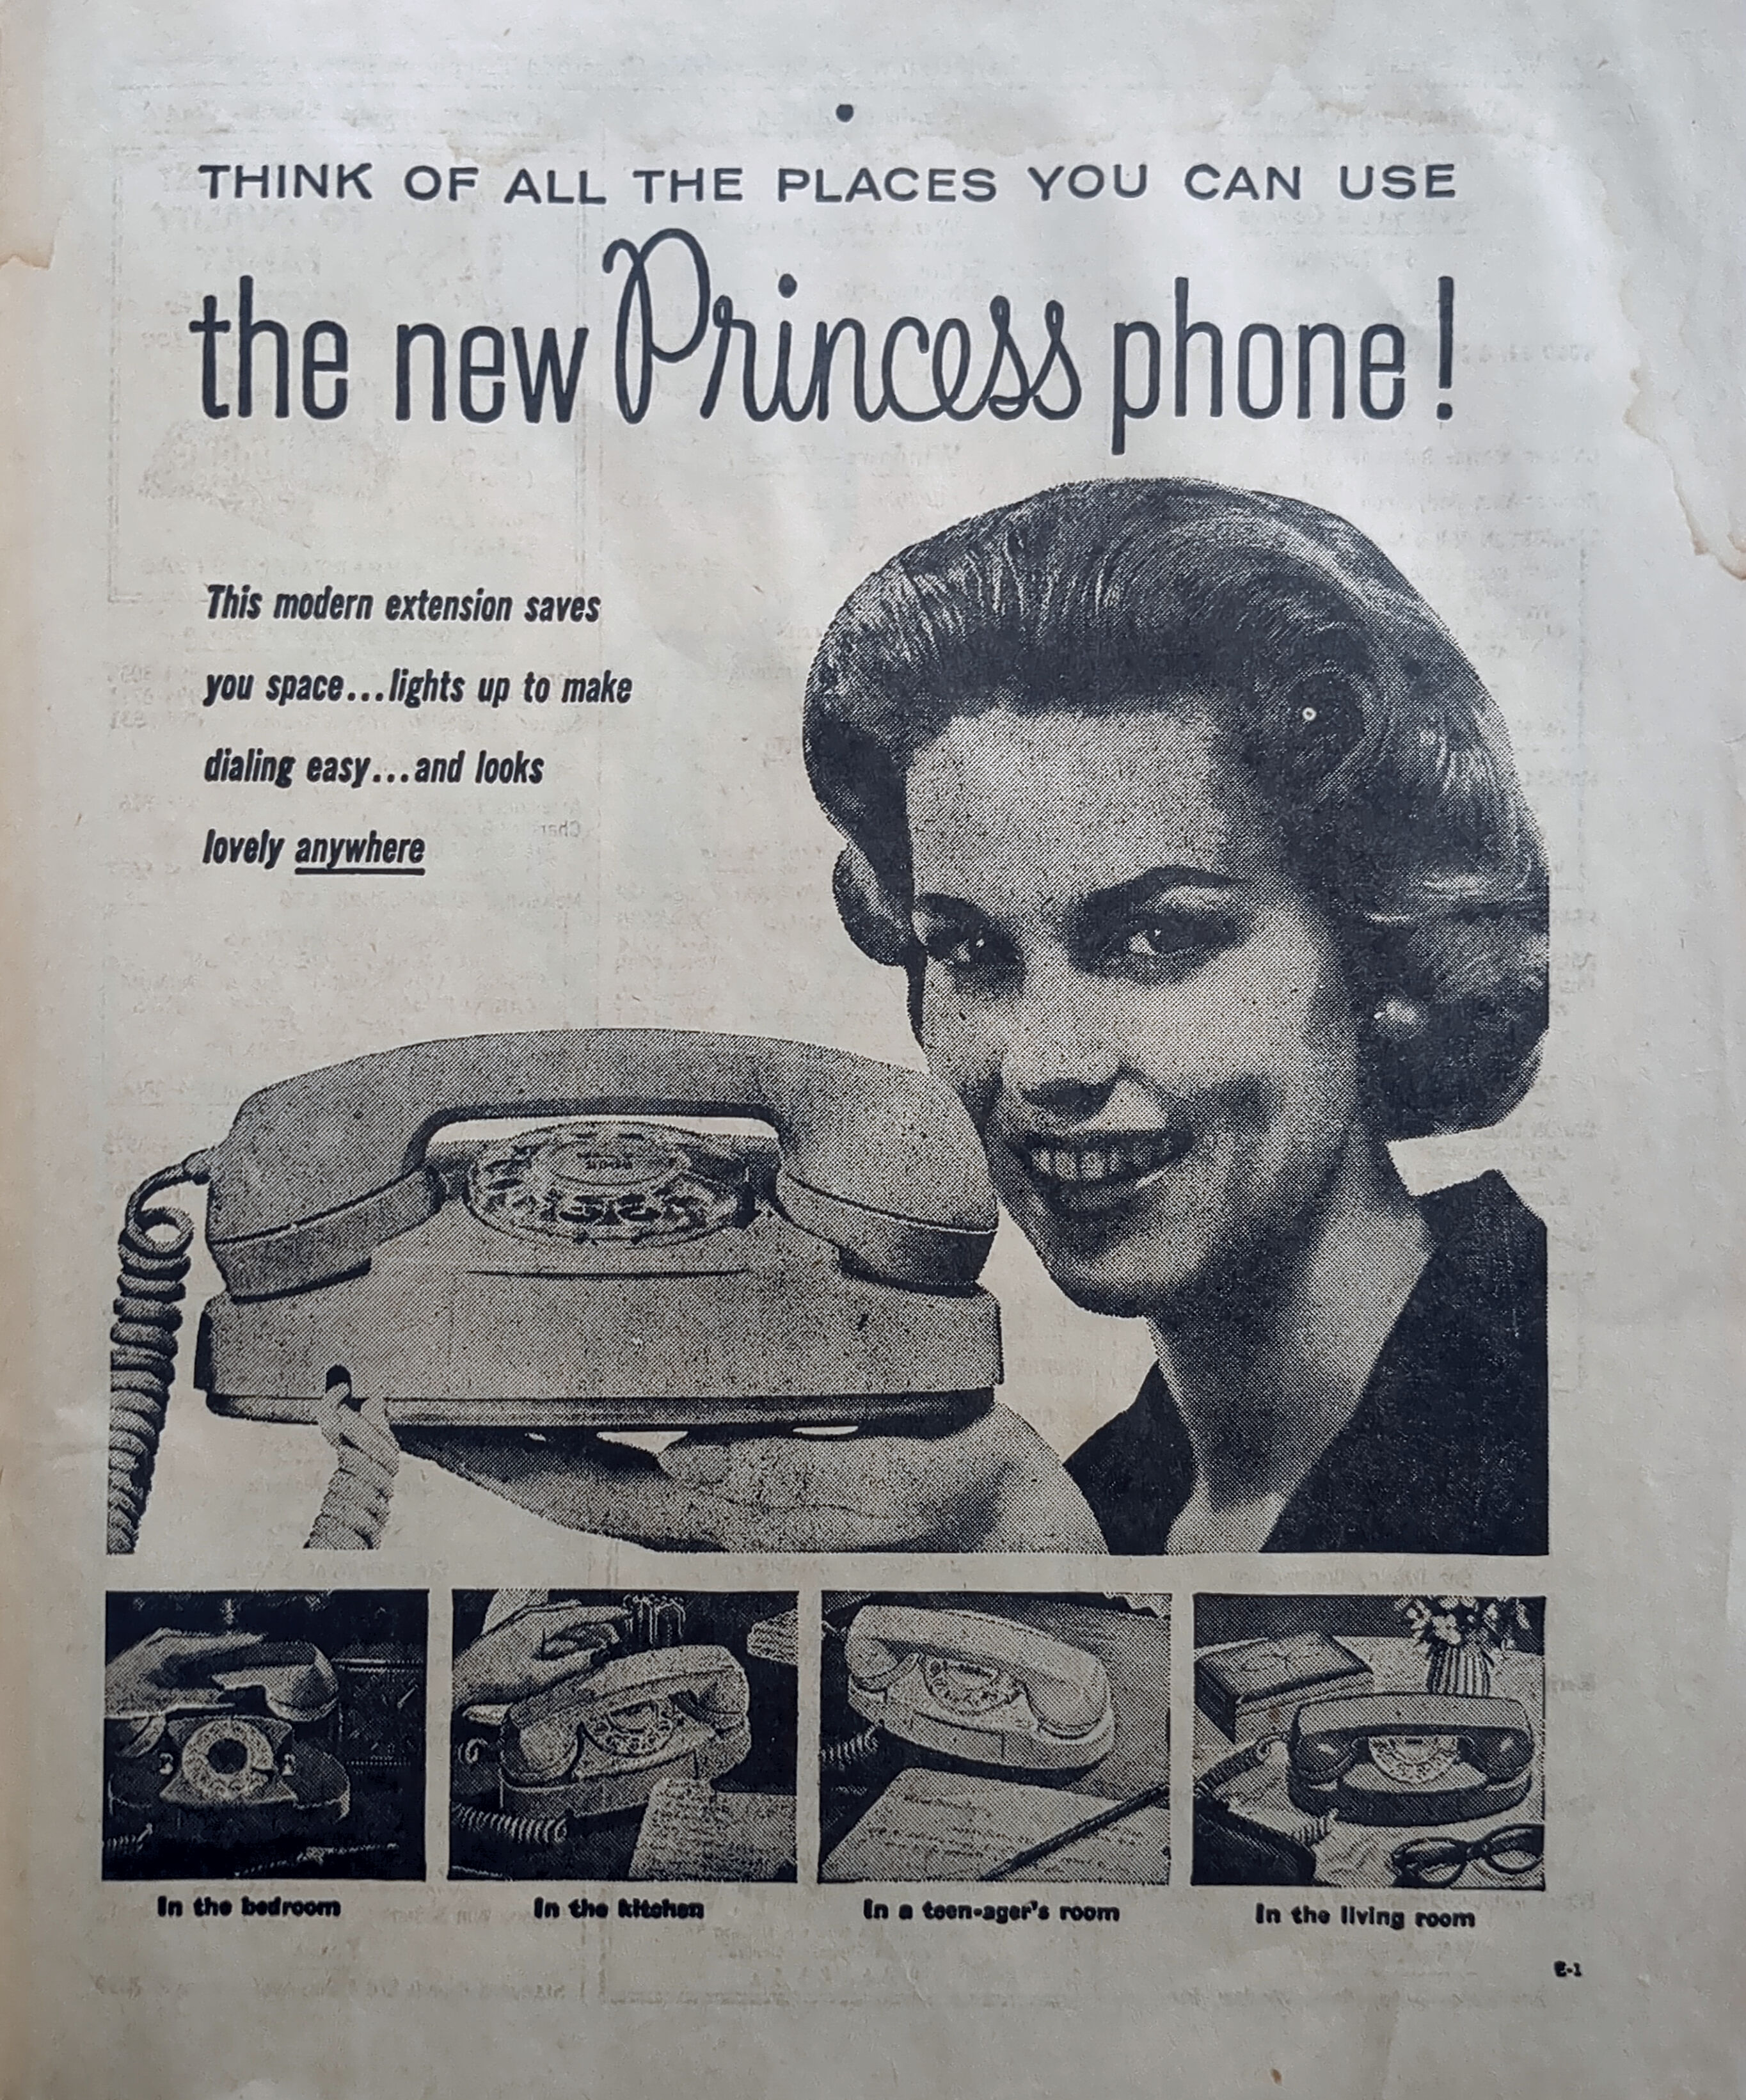 THINK OF ALL THE PLACES YOU CAN USE
the new Princess phone!
This modern extension saves
you space...lights up to make
dialing easy...and looks
lovely anywhere
In the bedroom
In the kitchen
In a teen-ager's room
In the living room
E-1